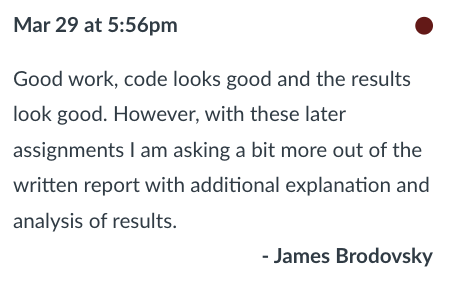 Mar 29 at 5:56pm
Good work, code looks good and the results
look good. However, with these later
assignments I am asking a bit more out of the
written report with additional explanation and
analysis of results.
- James Brodovsky